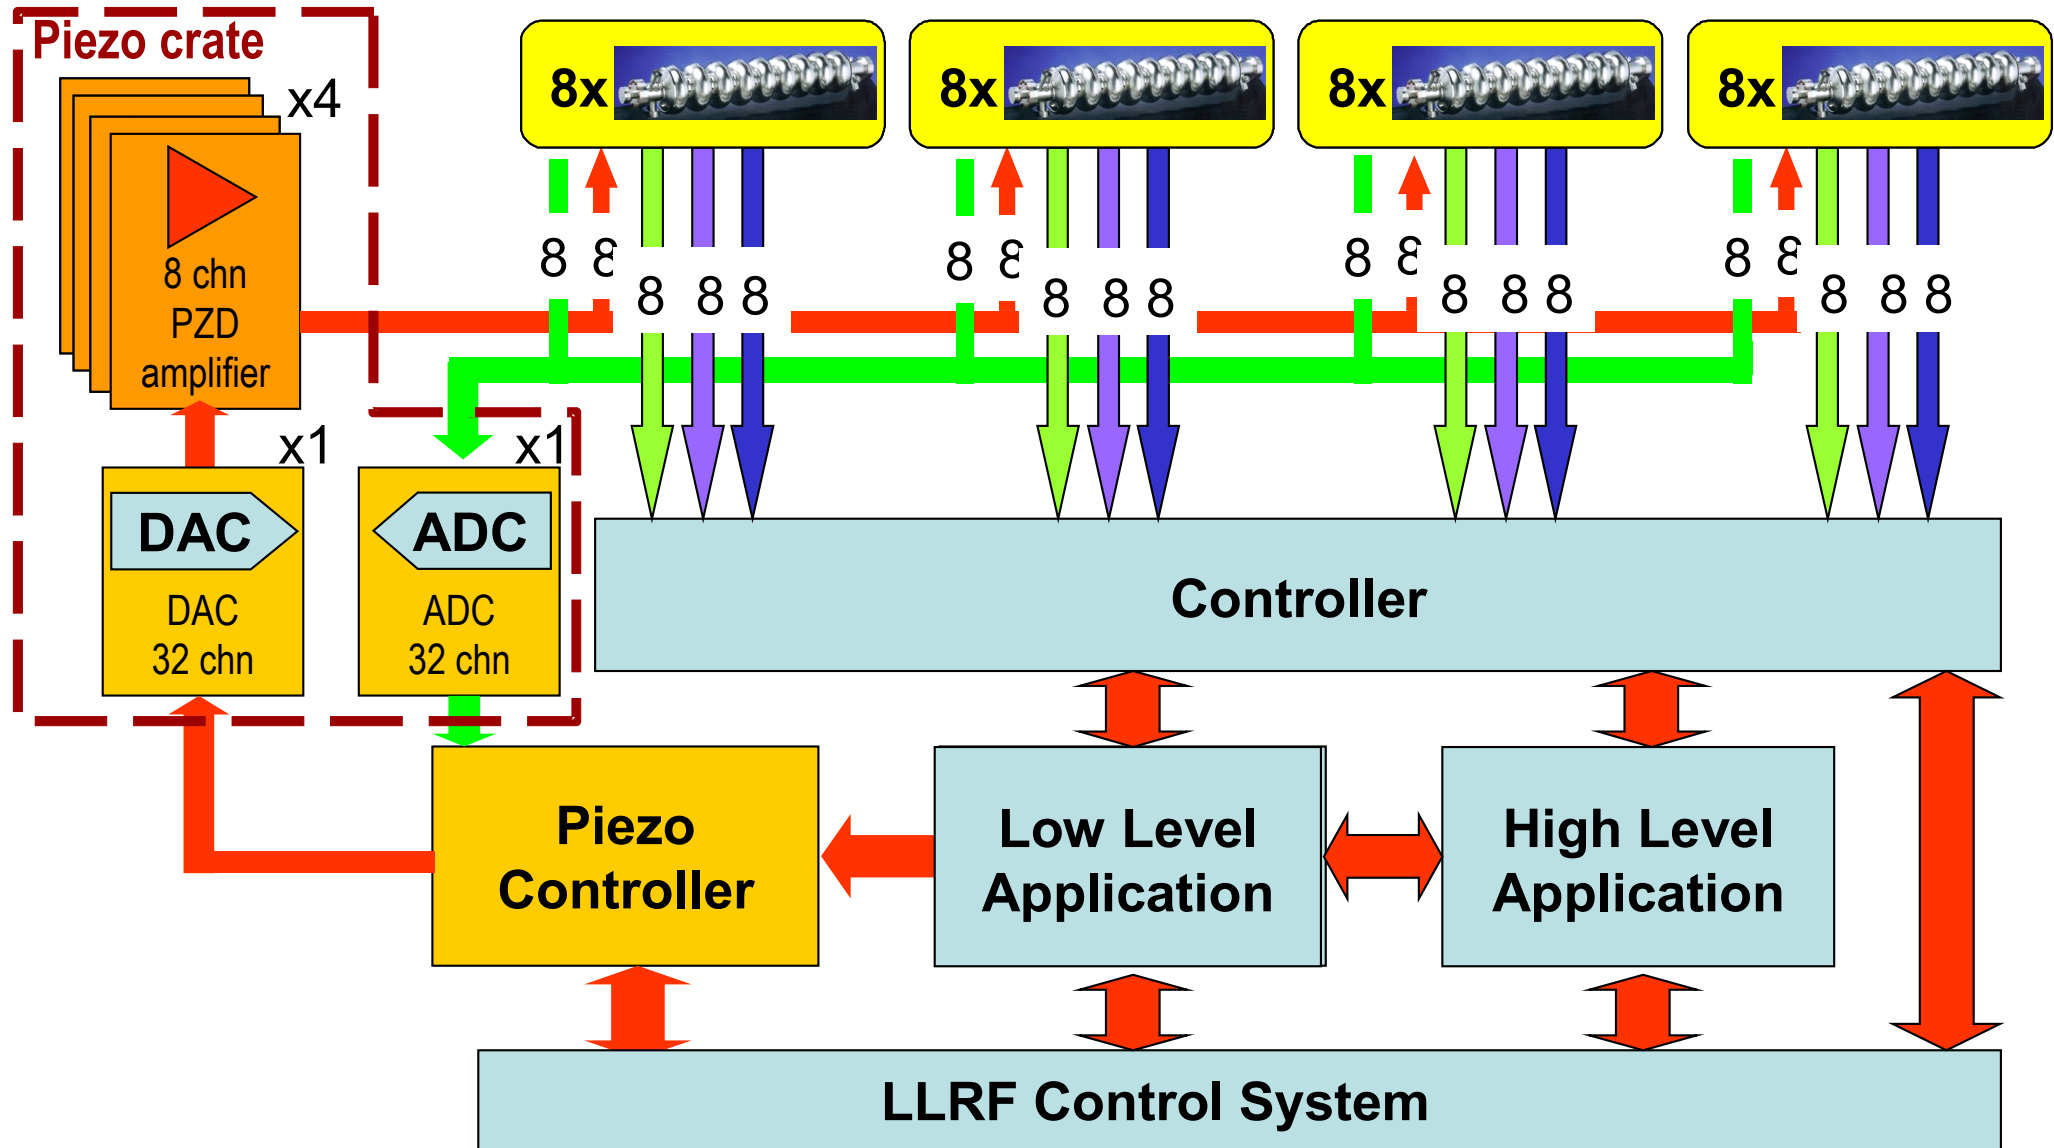 Piezo crate
x4
8x
8x
8x
8x
8 chn
PZD
amplifier
8 8 8 8 8
8 8 8 8 8
8 8 8 8 8
8 8 8 8 8
x1
x1
DAC
ADC
DAC
32 chn
ADC
32 chn
Controller
Piezo
Controller
Low Level
Application
High Level
Application
LLRF Control System